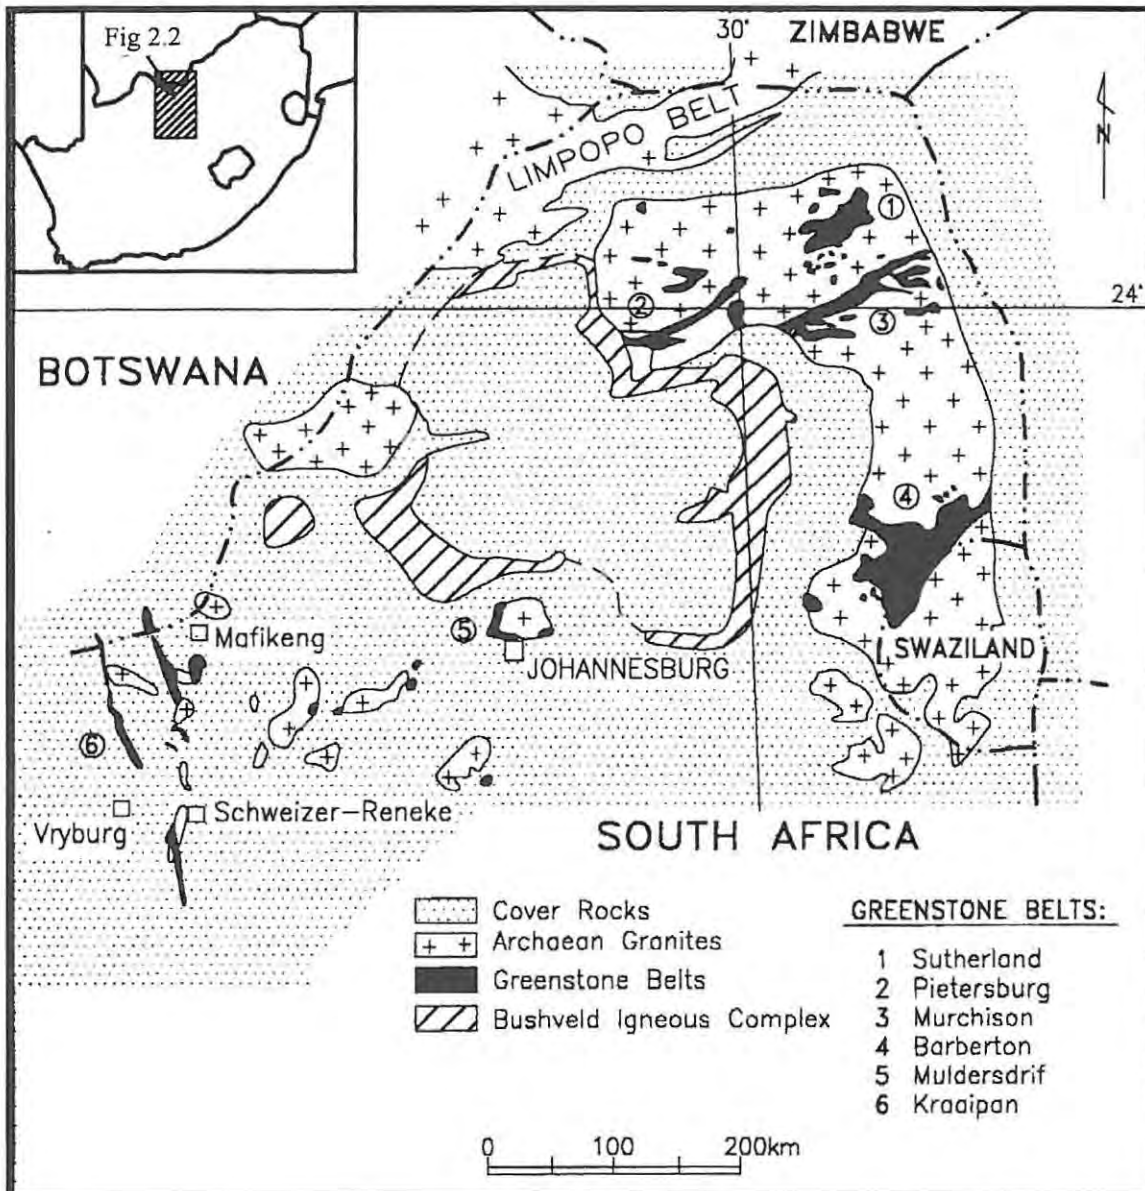 Fig 2.2
30°
ZIMBABWE
N
LIMPOPO BELT
1
2
24°
3
BOTSWANA
4
5
Mafikeng
JOHANNESBURG
SWAZILAND
6
Vryburg
Schweizer-Reneke
SOUTH AFRICA
Cover Rocks
Archaean Granites
Greenstone Belts
Bushveld Igneous Complex
GREENSTONE BELTS:
1 Sutherland
2 Pietersburg
3 Murchison
4 Barberton
5 Muldersdrif
6 Kraaipan
0 100 200km